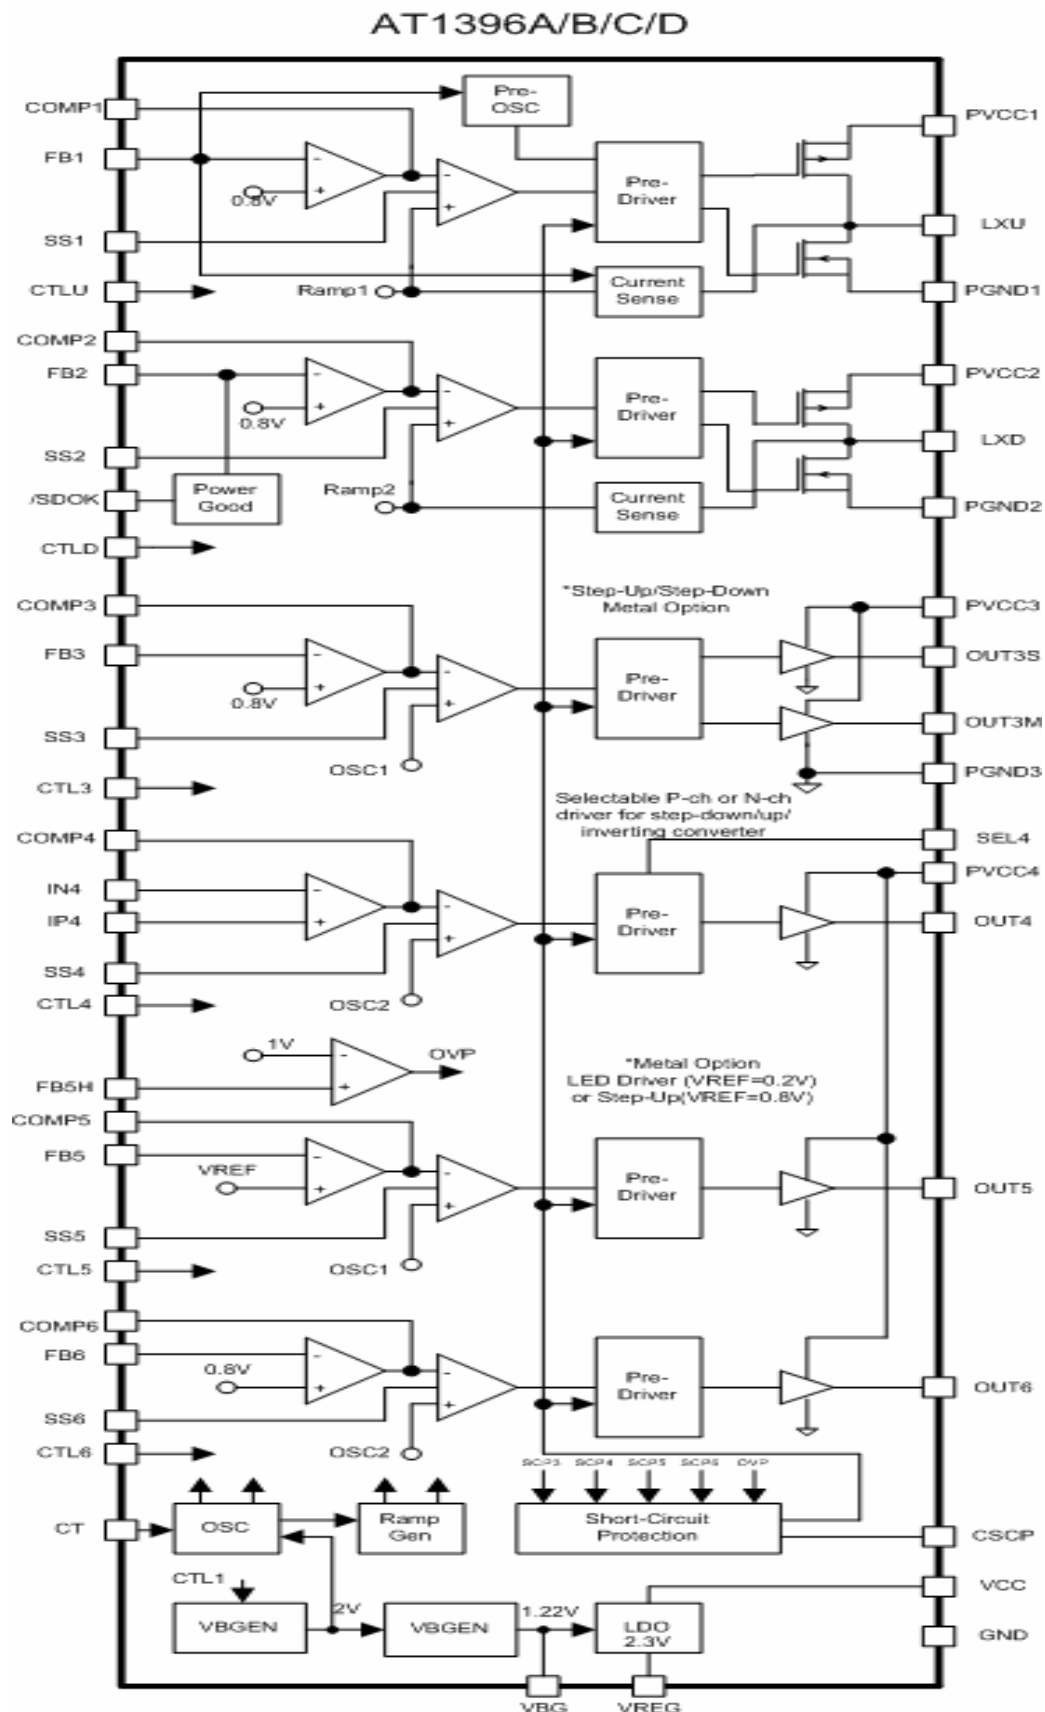 AT1396A/B/C/D
COMP1
Pre-
OSC
PVCC1
FB1
-
+
0.8V
-
+
Pre-
Driver
SS1
LXU
CTLU
Ramp1
Current
Sense
PGND1
COMP2
FB2
-
+
0.8V
-
+
Pre-
Driver
PVCC2
SS2
LXD
/SDOK
Power
Good
Ramp2
Current
Sense
PGND2
CTLD
*Step-Up/Step-Down
Metal Option
COMP3
PVCC3
FB3
-
+
0.8V
-
+
Pre-
Driver
OUT3S
SS3
OUT3M
OSC1
CTL3
PGND3
Selectable P-ch or N-ch
driver for step-down/up/
inverting converter
COMP4
SEL4
IN4
-
PVCC4
IIP4
+
-
+
Pre-
Driver
OUT4
SS4
CTL4
OSC2
1V
-
+
OVP
FB5H
*Metal Option
LED Driver (VREF=0.2V)
or Step-Up(VREF=0.8V)
COMP5
FB5
VREF
-
+
-
+
Pre-
Driver
OUT5
SS5
CTL5
OSC1
COMP6
FB6
0.8V
-
+
-
+
Pre-
Driver
OUT6
SS6
CTL6
OSC2
SCP3 SCP4 SCP5 SCP6 OVP
CT
OSC
Ramp
Gen
Short-Circuit
Protection
CSCP
CTL1
VCC
VBGEN
2V
VBGEN
1.22V
LDO
2.3V
GND
VBG
VREG